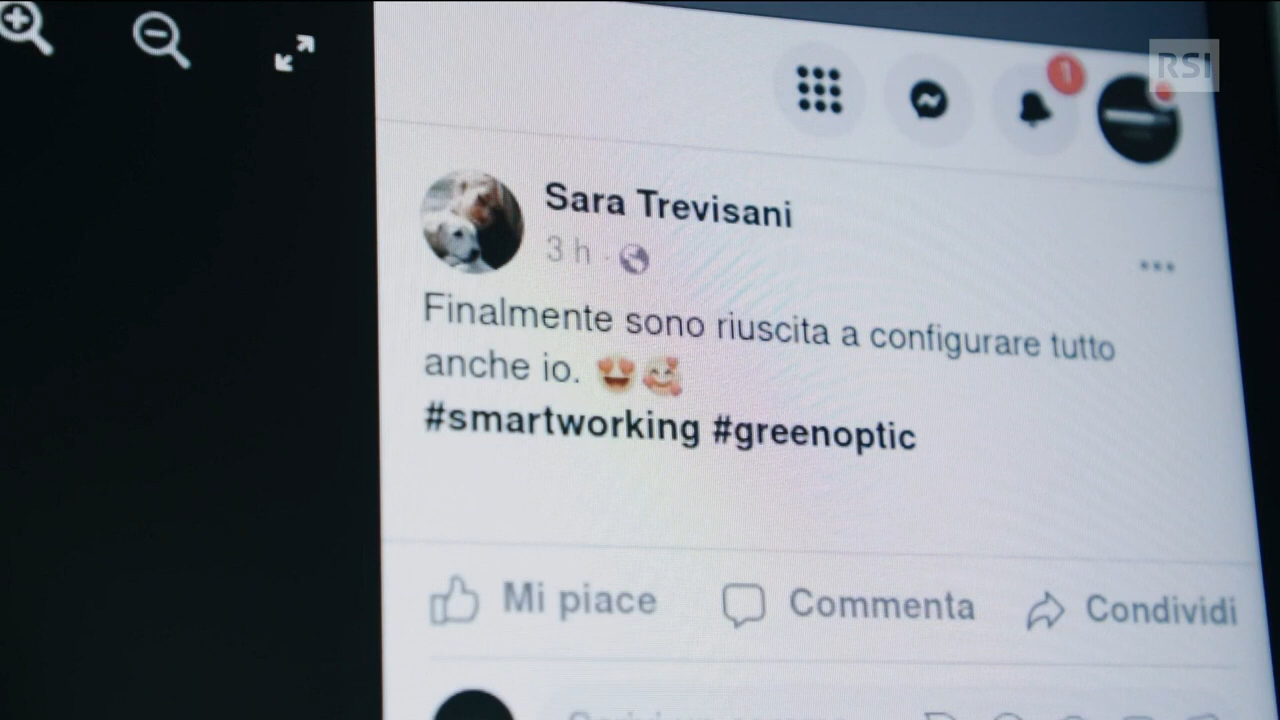 RSI
1
Sara Trevisani
3 h ·
Finalmente sono riuscita a configurare tutto
anche io. 😍🥰
#smartworking #greenoptic
Mi piace
Commenta
Condividi